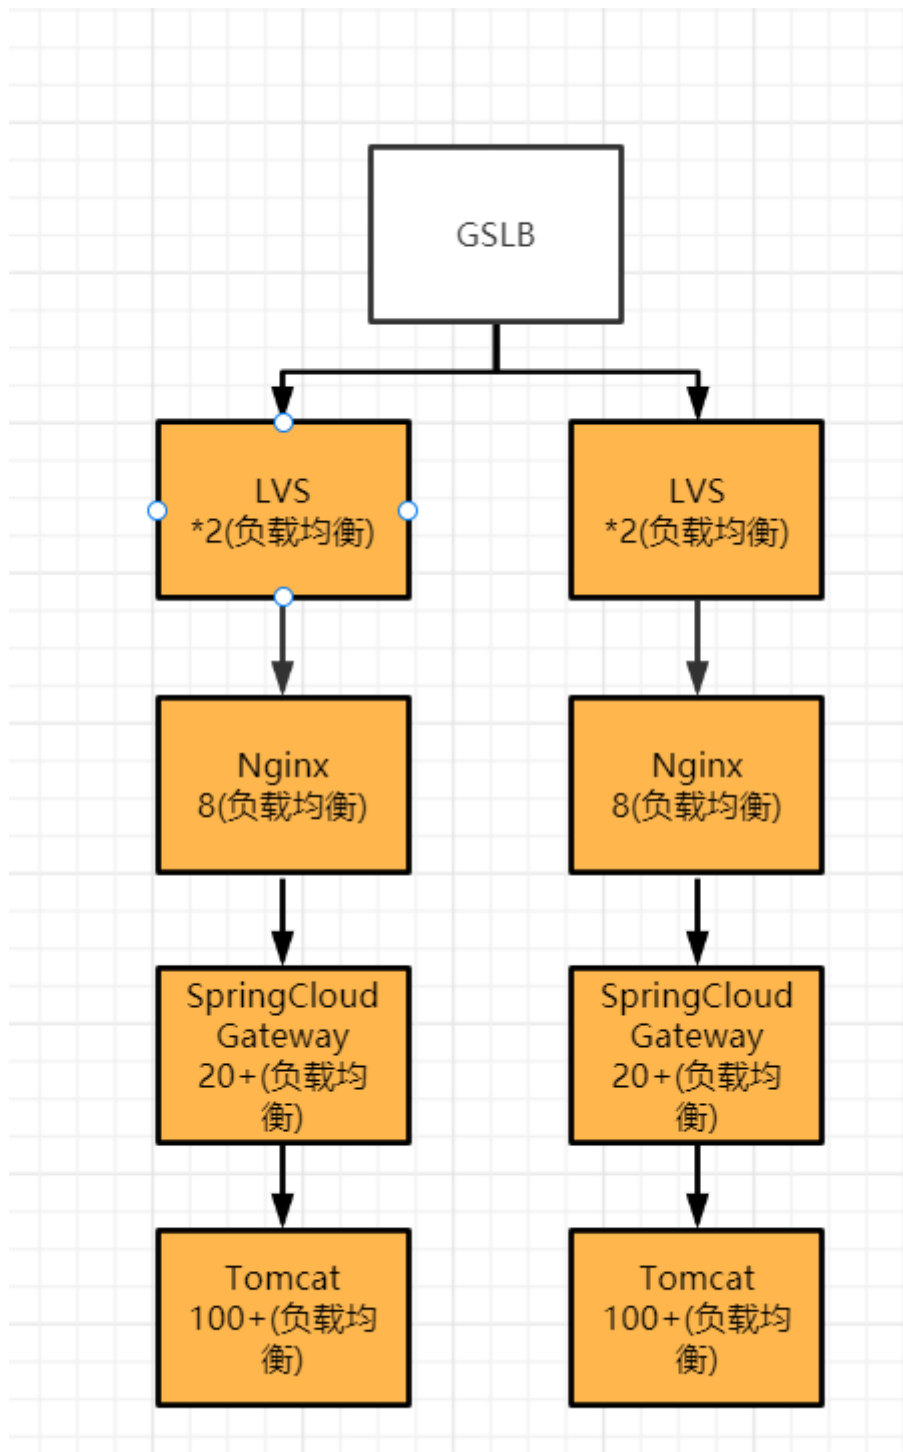 GSLB
LVS
*2(负载均衡)
LVS
*2(负载均衡)
Nginx
8(负载均衡)
Nginx
8(负载均衡)
SpringCloud
Gateway
20+(负载均
衡)
SpringCloud
Gateway
20+(负载均
衡)
Tomcat
100+(负载均
衡)
Tomcat
100+(负载均
衡)